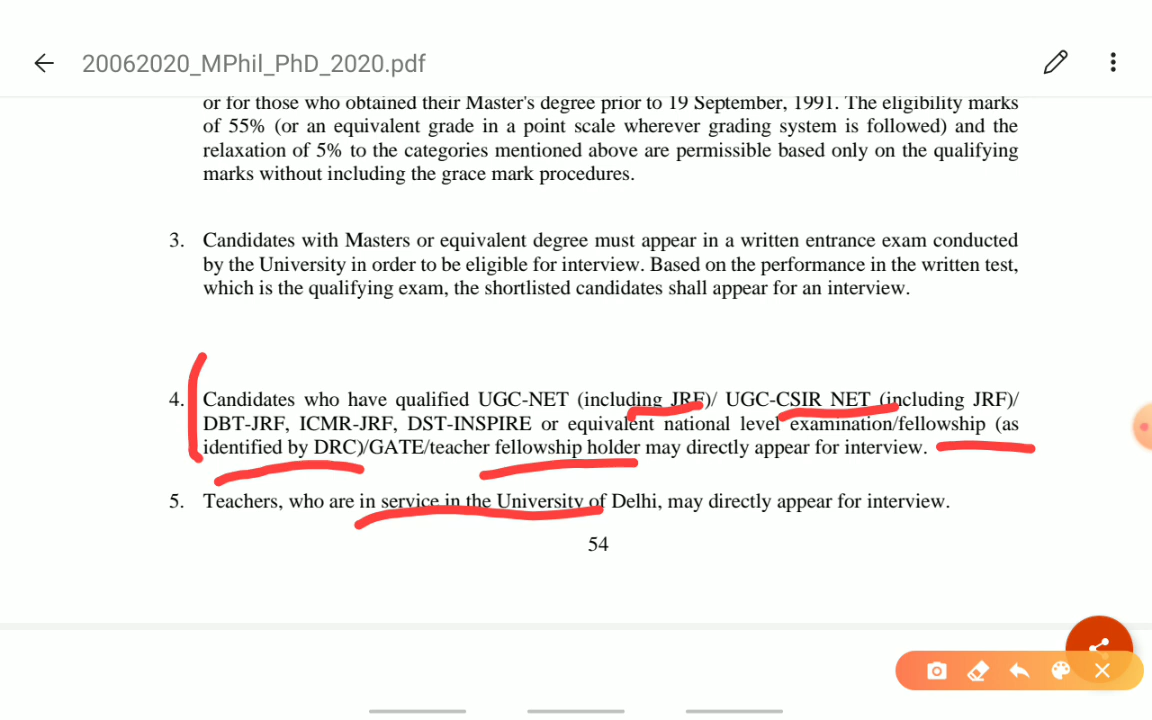 20062020_MPhil_PhD_2020.pdf
or for those who obtained their Master's degree prior to 19 September, 1991. The eligibility marks
of 55% (or an equivalent grade in a point scale wherever grading system is followed) and the
relaxation of 5% to the categories mentioned above are permissible based only on the qualifying
marks without including the grace mark procedures.
3. Candidates with Masters or equivalent degree must appear in a written entrance exam conducted
by the University in order to be eligible for interview. Based on the performance in the written test,
which is the qualifying exam, the shortlisted candidates shall appear for an interview.
4. Candidates who have qualified UGC-NET (including JRF)/ UGC-CSIR NET (including JRF)/
DBT-JRF, ICMR-JRF, DST-INSPIRE or equivalent national level examination/fellowship (as
identified by DRC)/GATE/teacher fellowship holder may directly appear for interview.
5. Teachers, who are in service in the University of Delhi, may directly appear for interview.
54